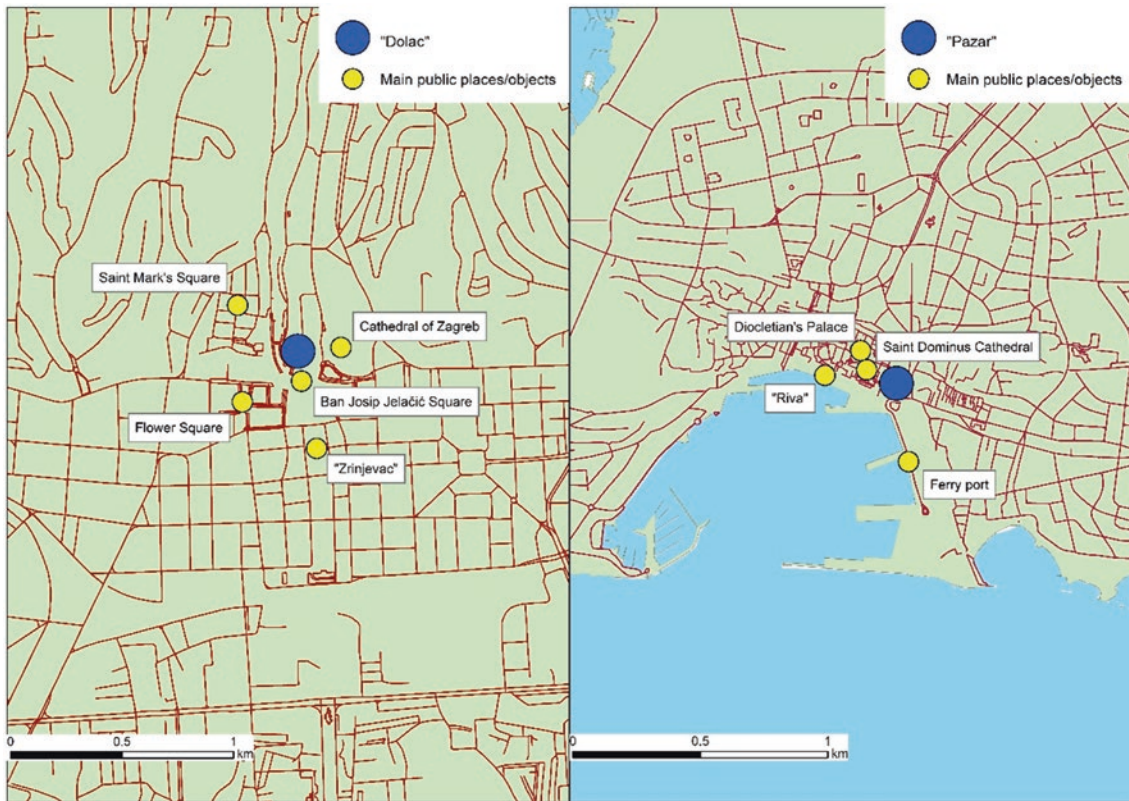 "Dolac"
Main public places/objects
Saint Mark's Square
Cathedral of Zagreb
Ban Josip Jelačić Square
Flower Square
"Zrinjevac"
0 0.5 1
km
"Pazar"
Main public places/objects
Diocletian's Palace
Saint Dominus Cathedral
"Riva"
Ferry port
0 0.5 1
km